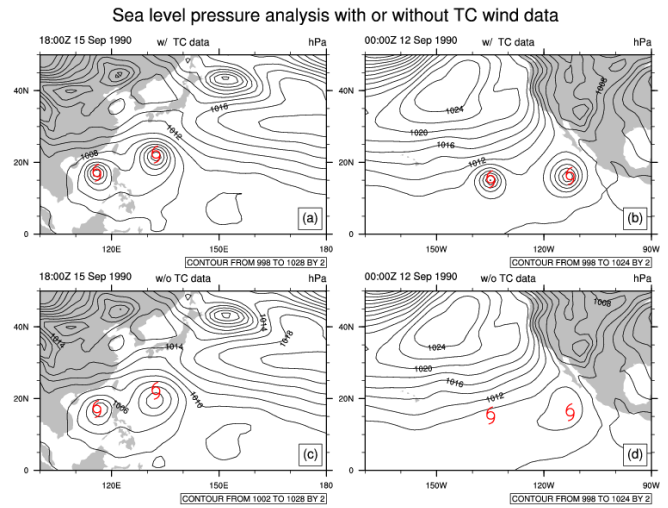 Sea level pressure analysis with or without TC wind data
18:00Z 15 Sep 1990 w/ TC data hPa
00:00Z 12 Sep 1990 w/ TC data hPa
40N
1016
1012
1008
20N
(a)
0
120E 150E 180
CONTOUR FROM 998 TO 1028 BY 2
40N
1008
1024
1020
1016
1012
20N
(b)
0
150W 120W 90W
CONTOUR FROM 998 TO 1024 BY 2
18:00Z 15 Sep 1990 w/o TC data hPa
00:00Z 12 Sep 1990 w/o TC data hPa
40N
1014
1014
1018
1014
1010
1006
20N
(c)
0
120E 150E 180
CONTOUR FROM 1002 TO 1028 BY 2
40N
1008
1024
1020
1016
1012
20N
(d)
0
150W 120W 90W
CONTOUR FROM 998 TO 1024 BY 2